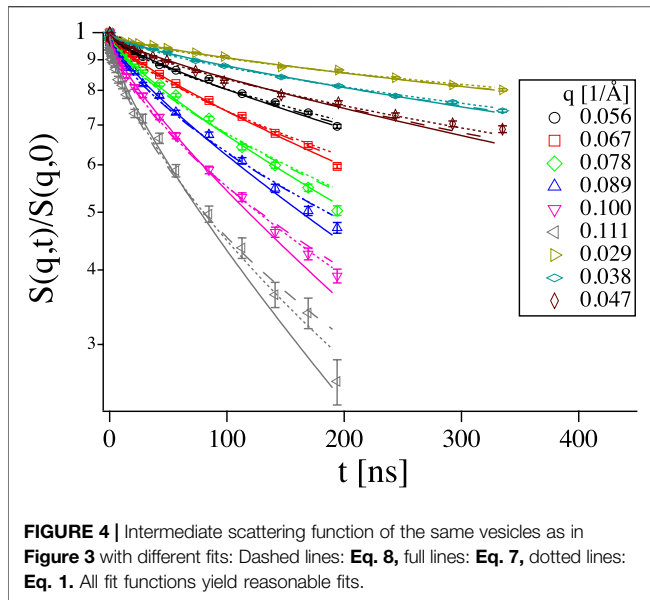 1
9
8
7
6
5
4
3
S(q,t)/S(q,0)
0 100 200 300 400
t [ns]
q [1/Å]
0.056
0.067
0.078
0.089
0.100
0.111
0.029
0.038
0.047
FIGURE 4 | Intermediate scattering function of the same vesicles as in
Figure 3 with different fits: Dashed lines: Eq. 8, full lines: Eq. 7, dotted lines:
Eq. 1. All fit functions yield reasonable fits.